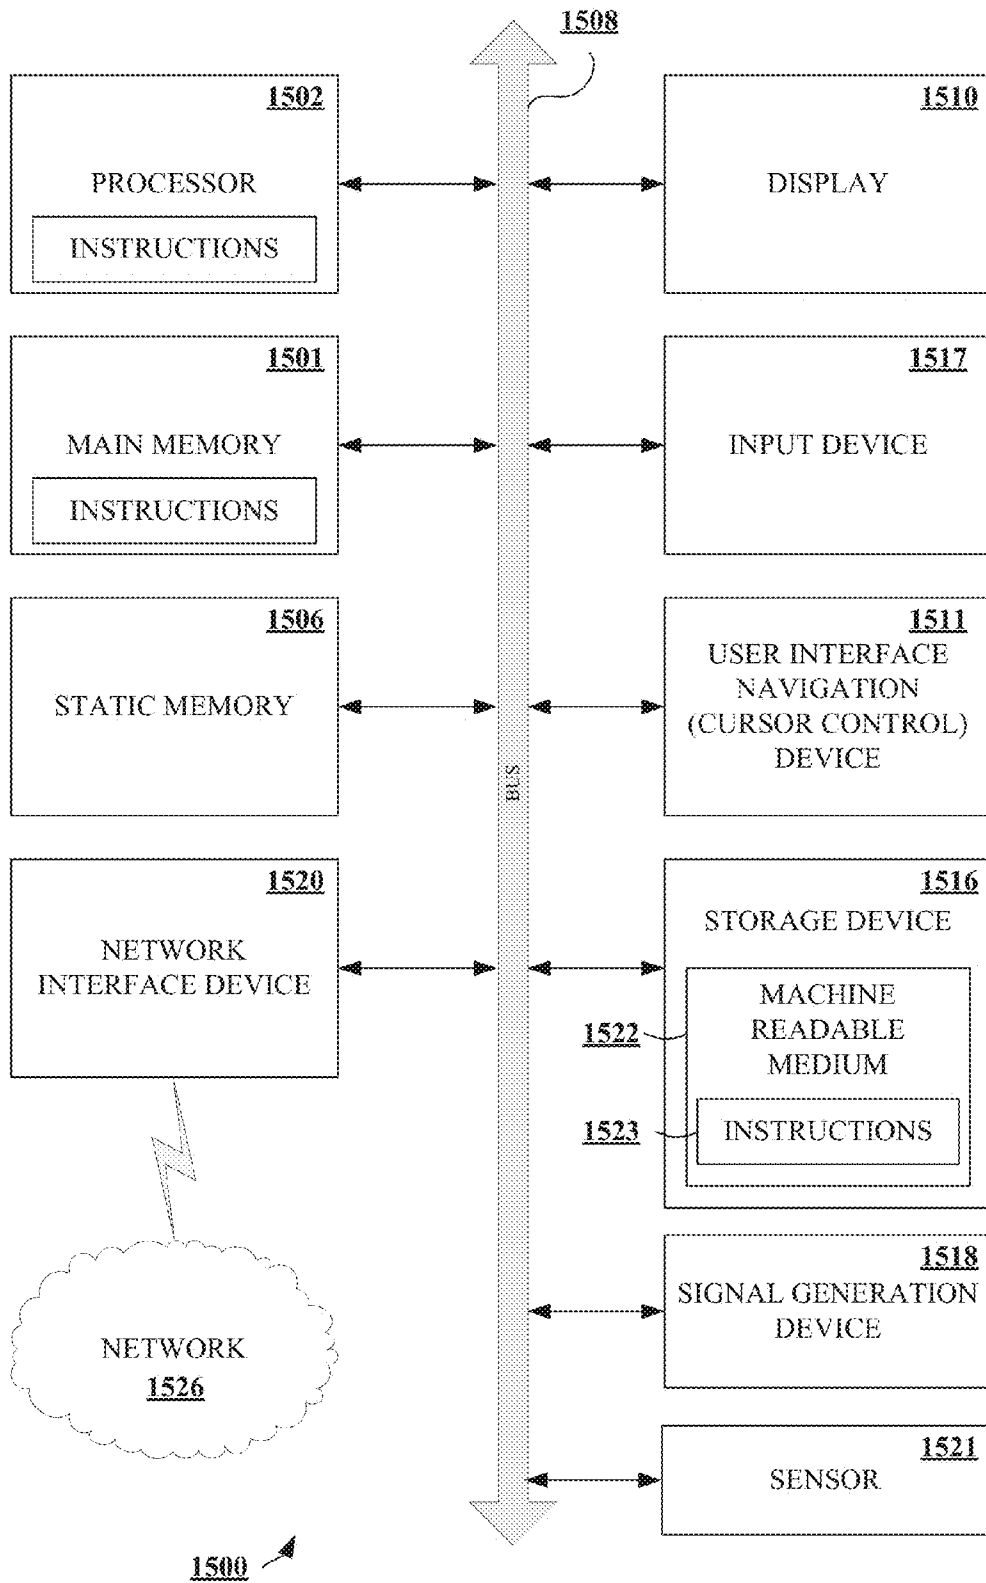 1508
1502
PROCESSOR
INSTRUCTIONS
1510
DISPLAY
1501
MAIN MEMORY
INSTRUCTIONS
1517
INPUT DEVICE
1506
STATIC MEMORY
1511
USER INTERFACE
NAVIGATION
(CURSOR CONTROL)
DEVICE
BUS
1520
NETWORK
INTERFACE DEVICE
1516
STORAGE DEVICE
1522
MACHINE
READABLE
MEDIUM
1523
INSTRUCTIONS
NETWORK
1526
1518
SIGNAL GENERATION
DEVICE
1521
SENSOR
1500